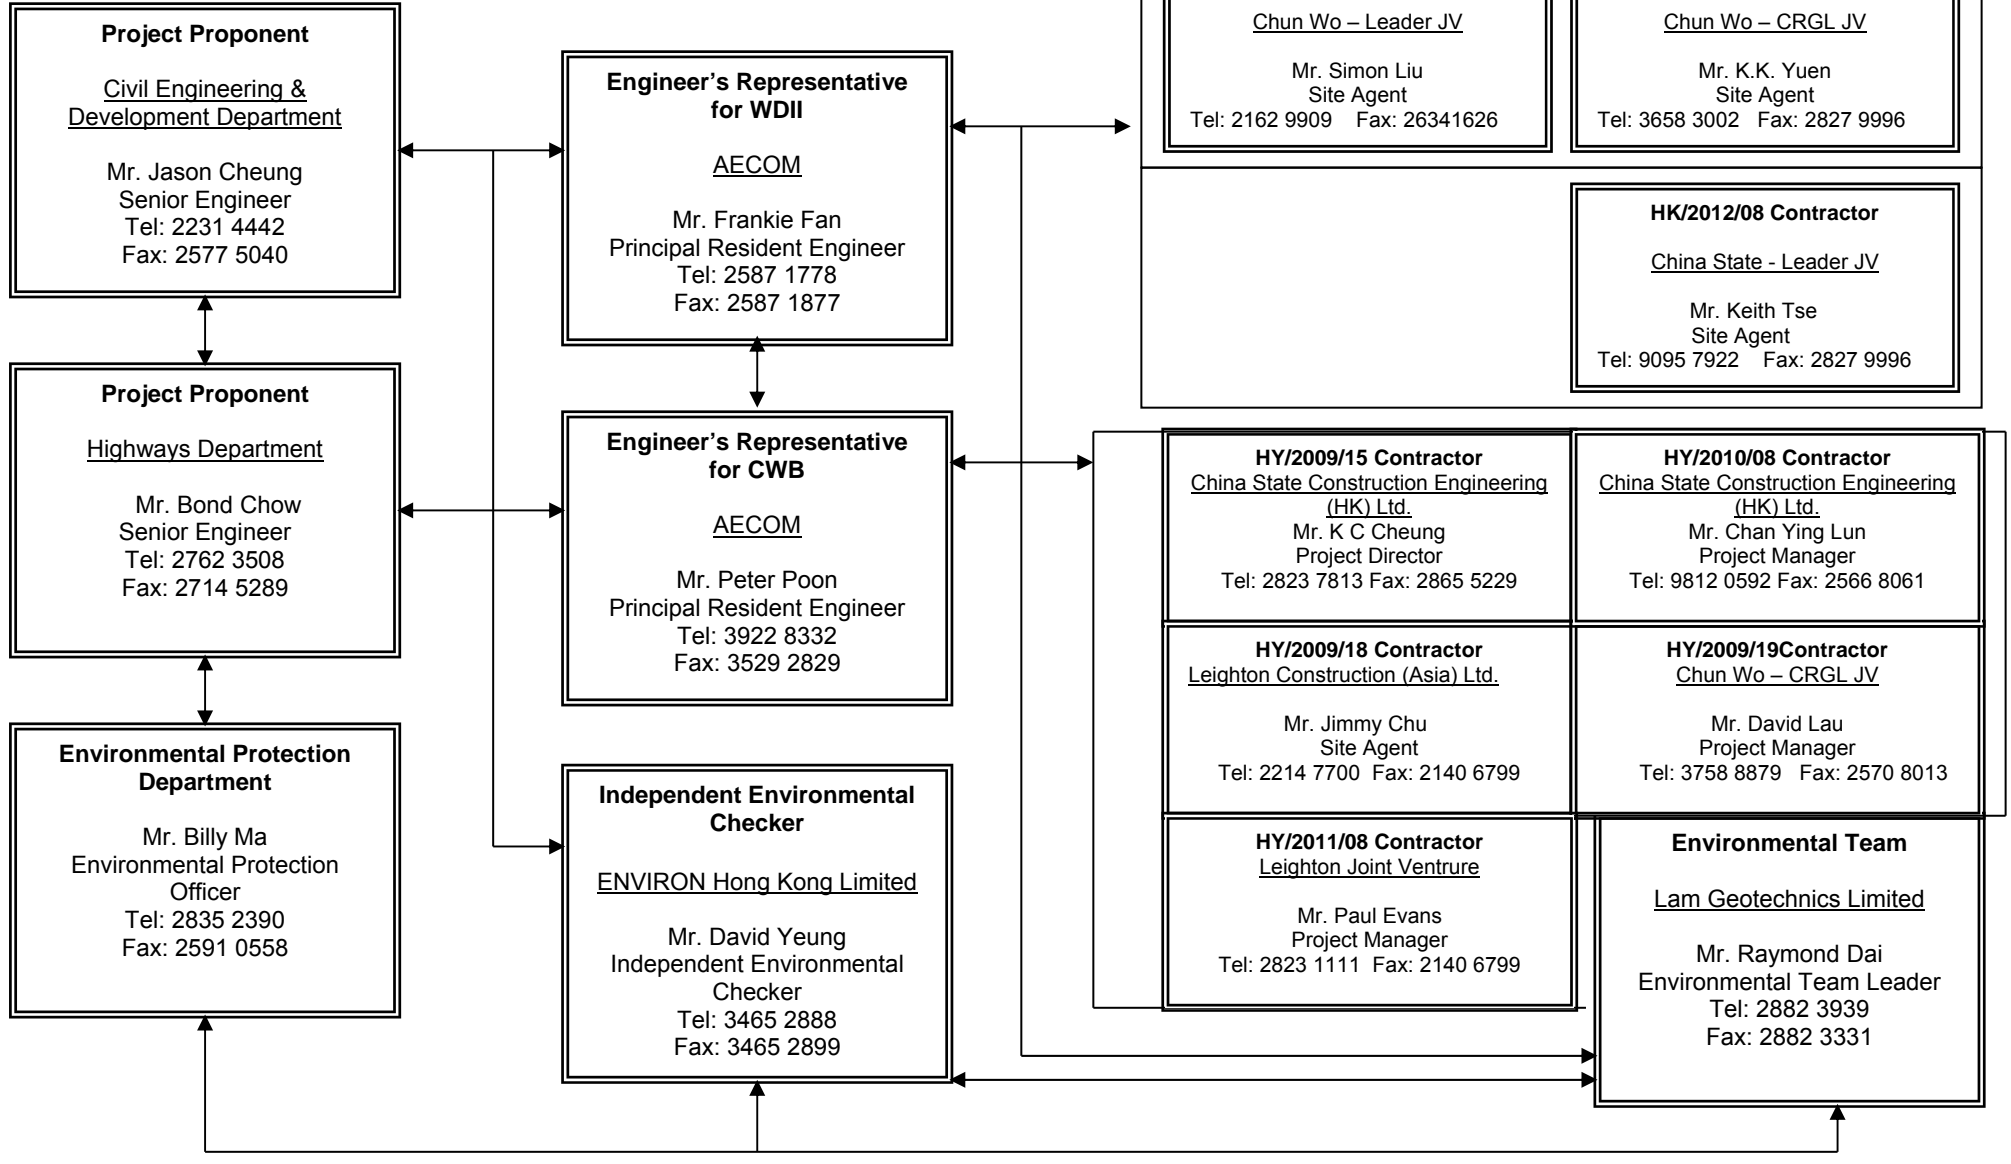 Project Proponent
Civil Engineering &
Development Department
Mr. Jason Cheung
Senior Engineer
Tel: 2231 4442
Fax: 2577 5040
Project Proponent
Highways Department
Mr. Bond Chow
Senior Engineer
Tel: 2762 3508
Fax: 2714 5289
Environmental Protection
Department
Mr. Billy Ma
Environmental Protection
Officer
Tel: 2835 2390
Fax: 2591 0558
Engineer’s Representative
for WDII
AECOM
Mr. Frankie Fan
Principal Resident Engineer
Tel: 2587 1778
Fax: 2587 1877
Engineer’s Representative
for CWB
AECOM
Mr. Peter Poon
Principal Resident Engineer
Tel: 3922 8332
Fax: 3529 2829
Independent Environmental
Checker
ENVIRON Hong Kong Limited
Mr. David Yeung
Independent Environmental
Checker
Tel: 3465 2888
Fax: 3465 2899
Chun Wo – Leader JV
Mr. Simon Liu
Site Agent
Tel: 2162 9909 Fax: 26341626
Chun Wo – CRGL JV
Mr. K.K. Yuen
Site Agent
Tel: 3658 3002 Fax: 2827 9996
HK/2012/08 Contractor
China State - Leader JV
Mr. Keith Tse
Site Agent
Tel: 9095 7922 Fax: 2827 9996
HY/2009/15 Contractor
China State Construction Engineering
(HK) Ltd.
Mr. K C Cheung
Project Director
Tel: 2823 7813 Fax: 2865 5229
HY/2010/08 Contractor
China State Construction Engineering
(HK) Ltd.
Mr. Chan Ying Lun
Project Manager
Tel: 9812 0592 Fax: 2566 8061
HY/2009/18 Contractor
Leighton Construction (Asia) Ltd.
Mr. Jimmy Chu
Site Agent
Tel: 2214 7700 Fax: 2140 6799
HY/2009/19Contractor
Chun Wo – CRGL JV
Mr. David Lau
Project Manager
Tel: 3758 8879 Fax: 2570 8013
HY/2011/08 Contractor
Leighton Joint Ventrure
Mr. Paul Evans
Project Manager
Tel: 2823 1111 Fax: 2140 6799
Environmental Team
Lam Geotechnics Limited
Mr. Raymond Dai
Environmental Team Leader
Tel: 2882 3939
Fax: 2882 3331